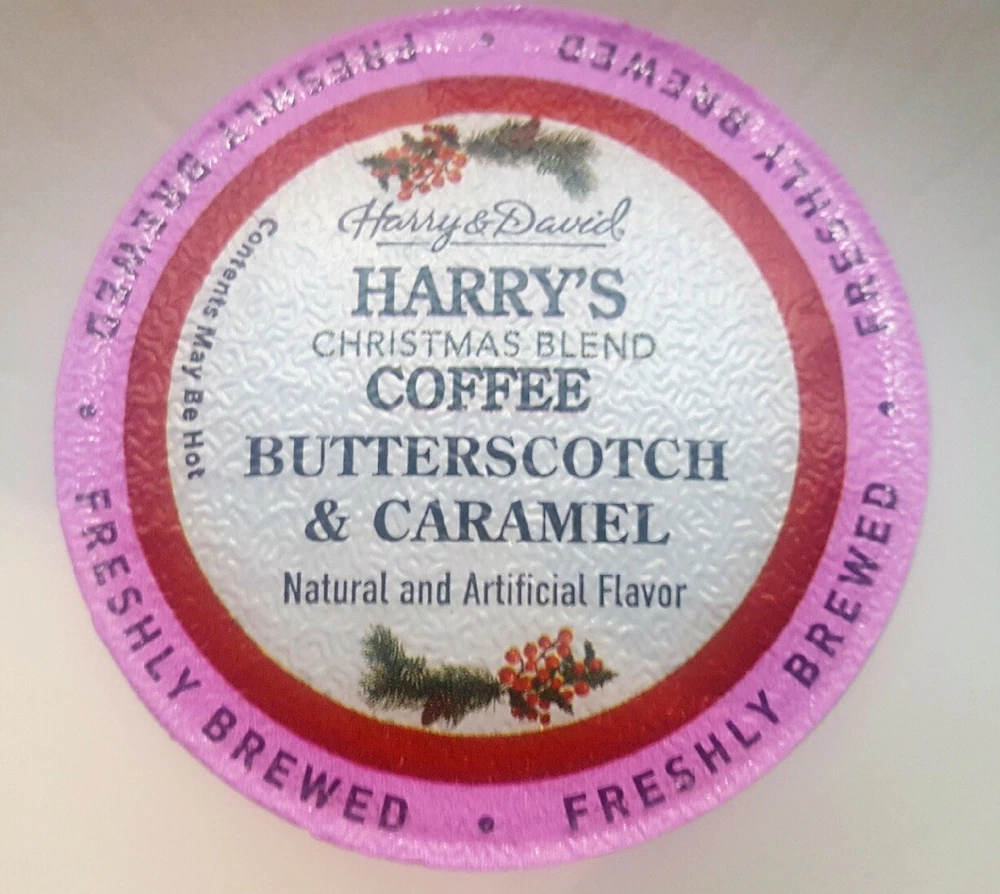 Harry & David
HARRY'S
CHRISTMAS BLEND
COFFEE
BUTTERSCOTCH
& CARAMEL
Natural and Artificial Flavor
Contents May Be Hot
FRESHLY BREWED • FRESHLY BREWED • FRESHLY BREWED • FRESHLY BREWED •